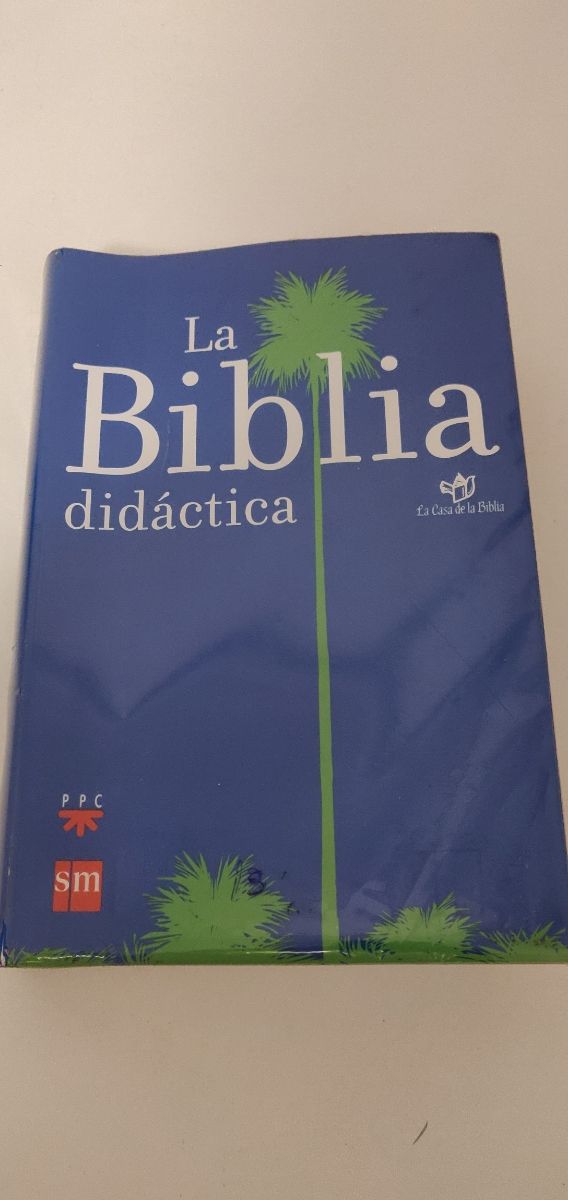 La
Biblia
didáctica
La Casa de la Biblia
PPC
sm